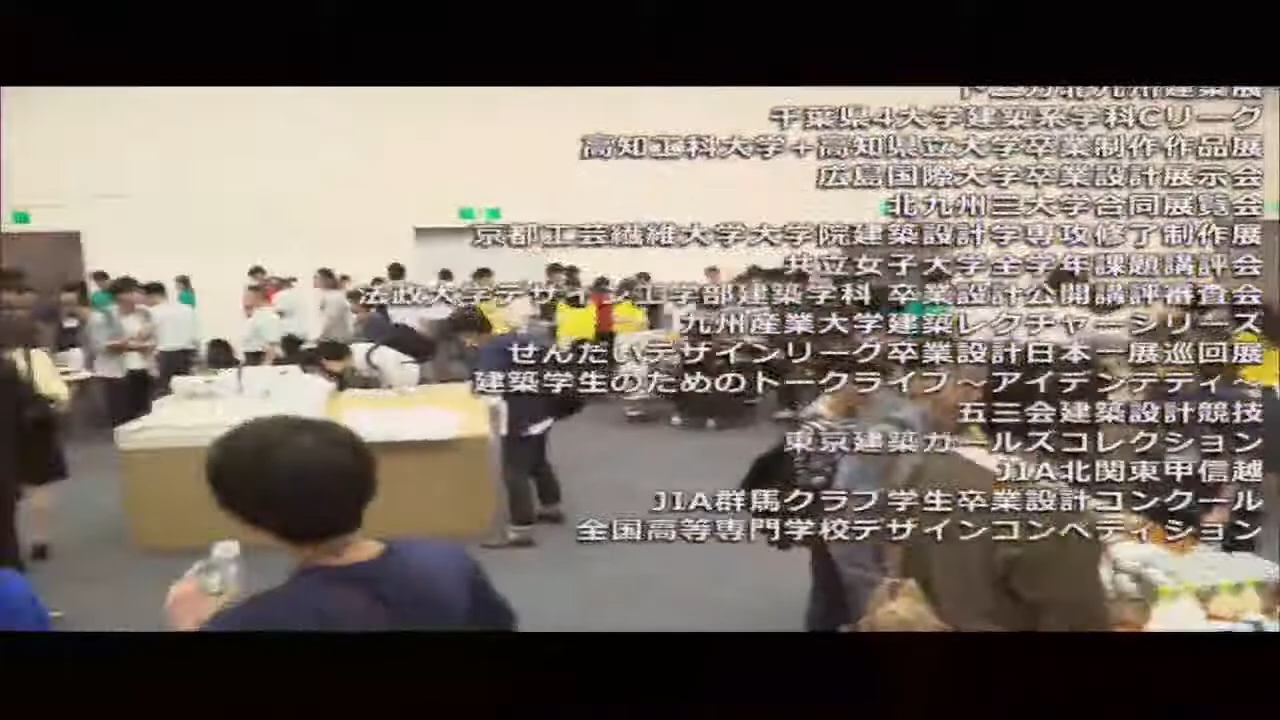 千葉県4大学建築系学科Cリーグ
高知工科大学+高知県立大学卒業制作作品展
広島国際大学卒業設計展示会
北九州三大学合同展覧会
京都工芸繊維大学大学院建築設計学専攻修了制作展
共立女子大学全学年課題講評会
法政大学デザイン工学部建築学科 卒業設計公開講評審査会
九州産業大学建築レクチャーシリーズ
せんだいデザインリーグ卒業設計日本一展巡回展
建築学生のためのトークライブ～アイデンテティ～
五三会建築設計競技
東京建築ガールズコレクション
JIA北関東甲信越
JIA群馬クラブ学生卒業設計コンクール
全国高等専門学校デザインコンペティション